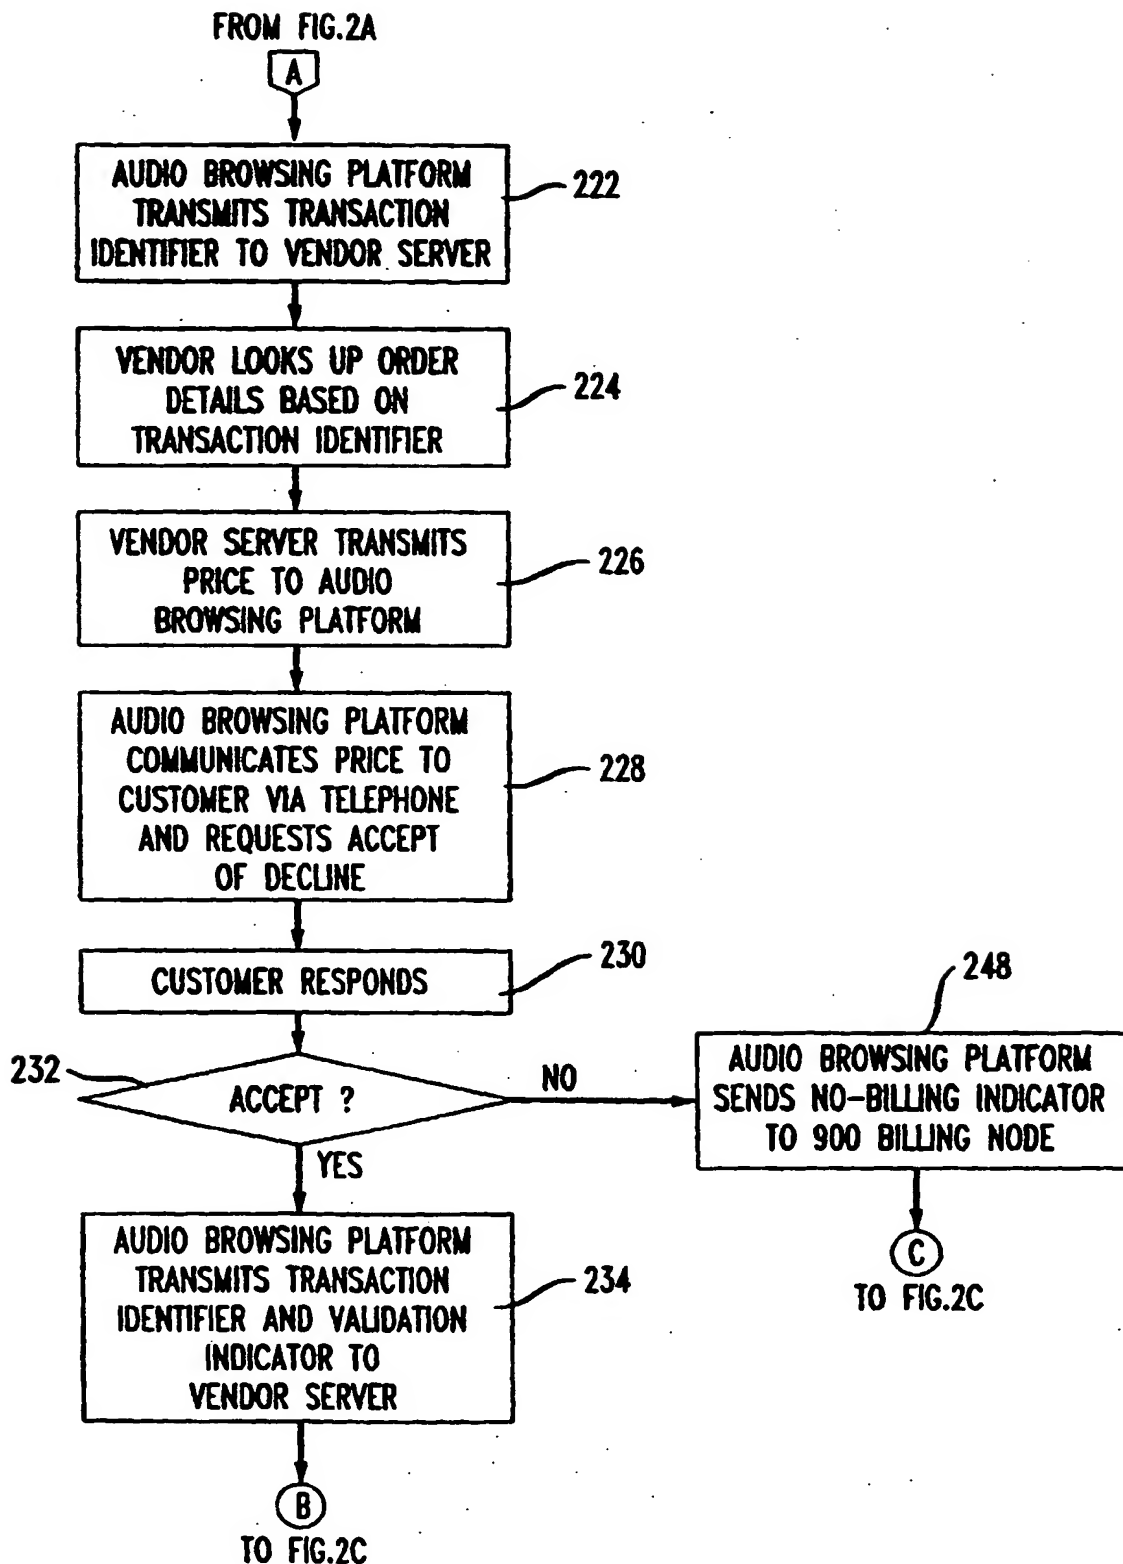 FROM FIG.2A
A
AUDIO BROWSING PLATFORM
TRANSMITS TRANSACTION
IDENTIFIER TO VENDOR SERVER
222
VENDOR LOOKS UP ORDER
DETAILS BASED ON
TRANSACTION IDENTIFIER
224
VENDOR SERVER TRANSMITS
PRICE TO AUDIO
BROWSING PLATFORM
226
AUDIO BROWSING PLATFORM
COMMUNICATES PRICE TO
CUSTOMER VIA TELEPHONE
AND REQUESTS ACCEPT
OF DECLINE
228
CUSTOMER RESPONDS
230
232
ACCEPT ?
NO
YES
248
AUDIO BROWSING PLATFORM
SENDS NO-BILLING INDICATOR
TO 900 BILLING NODE
C
TO FIG.2C
AUDIO BROWSING PLATFORM
TRANSMITS TRANSACTION
IDENTIFIER AND VALIDATION
INDICATOR TO
VENDOR SERVER
234
B
TO FIG.2C